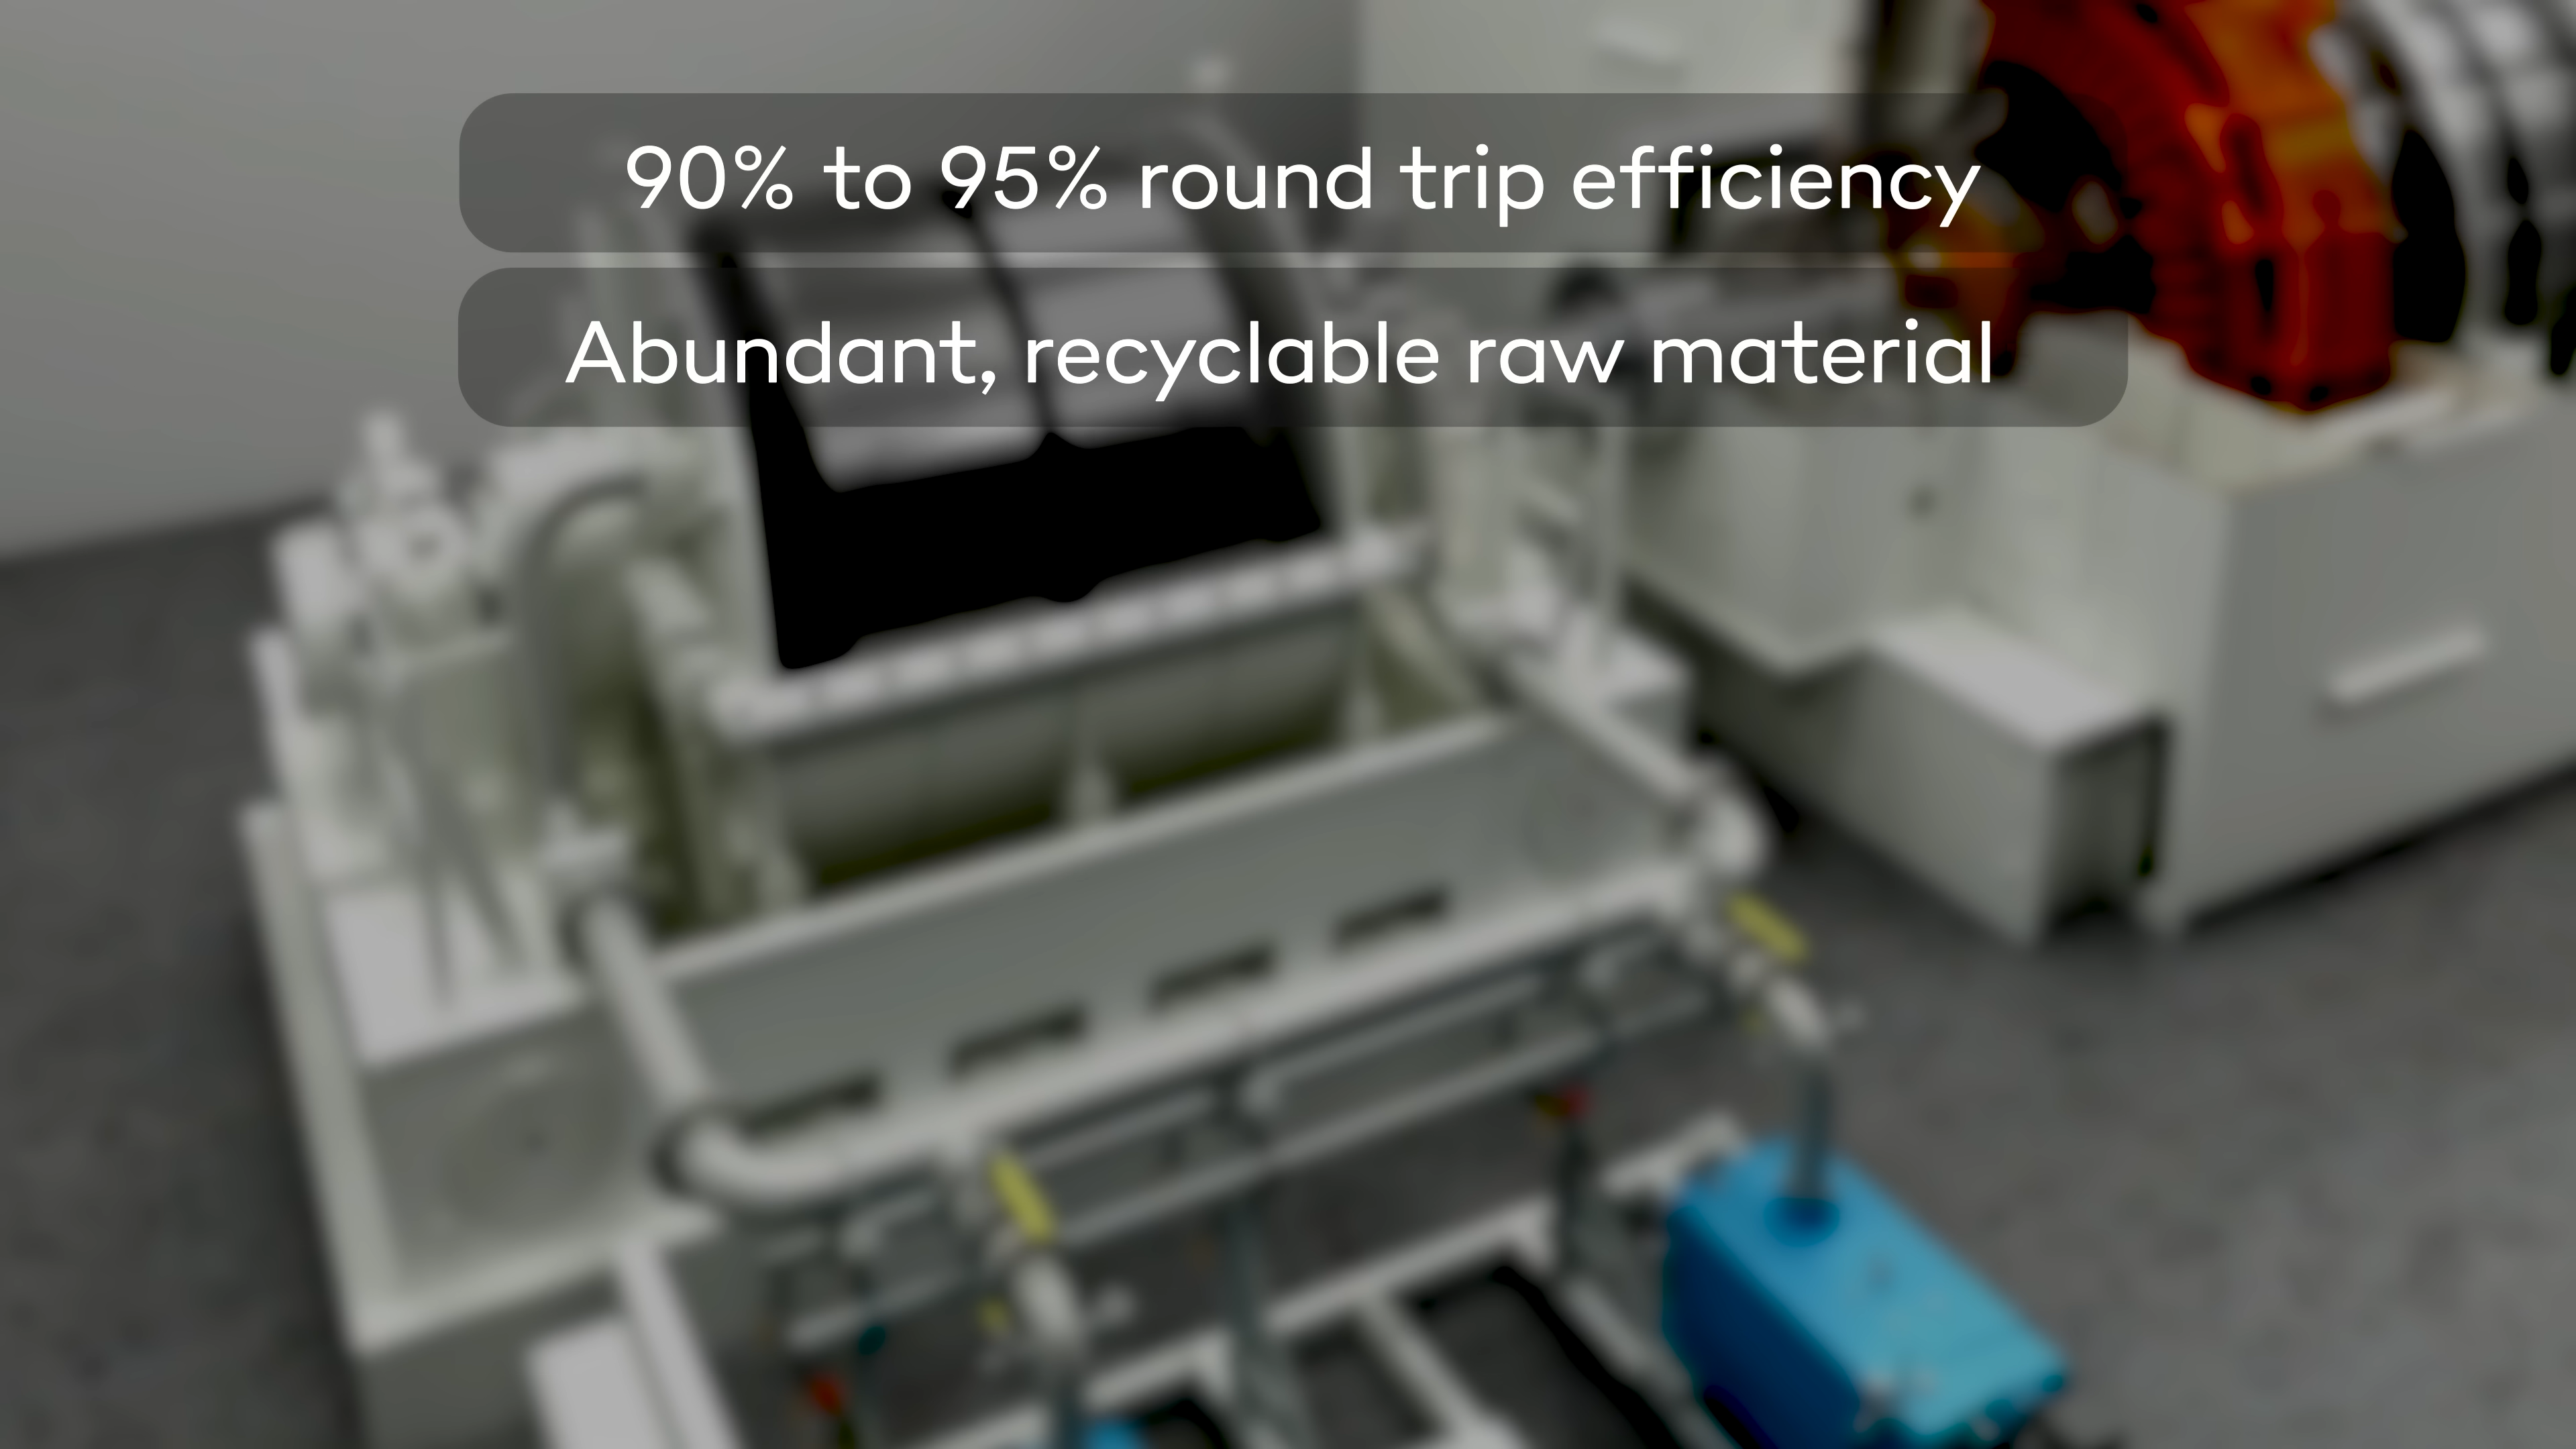 90% to 95% round trip efficiency
Abundant, recyclable raw material